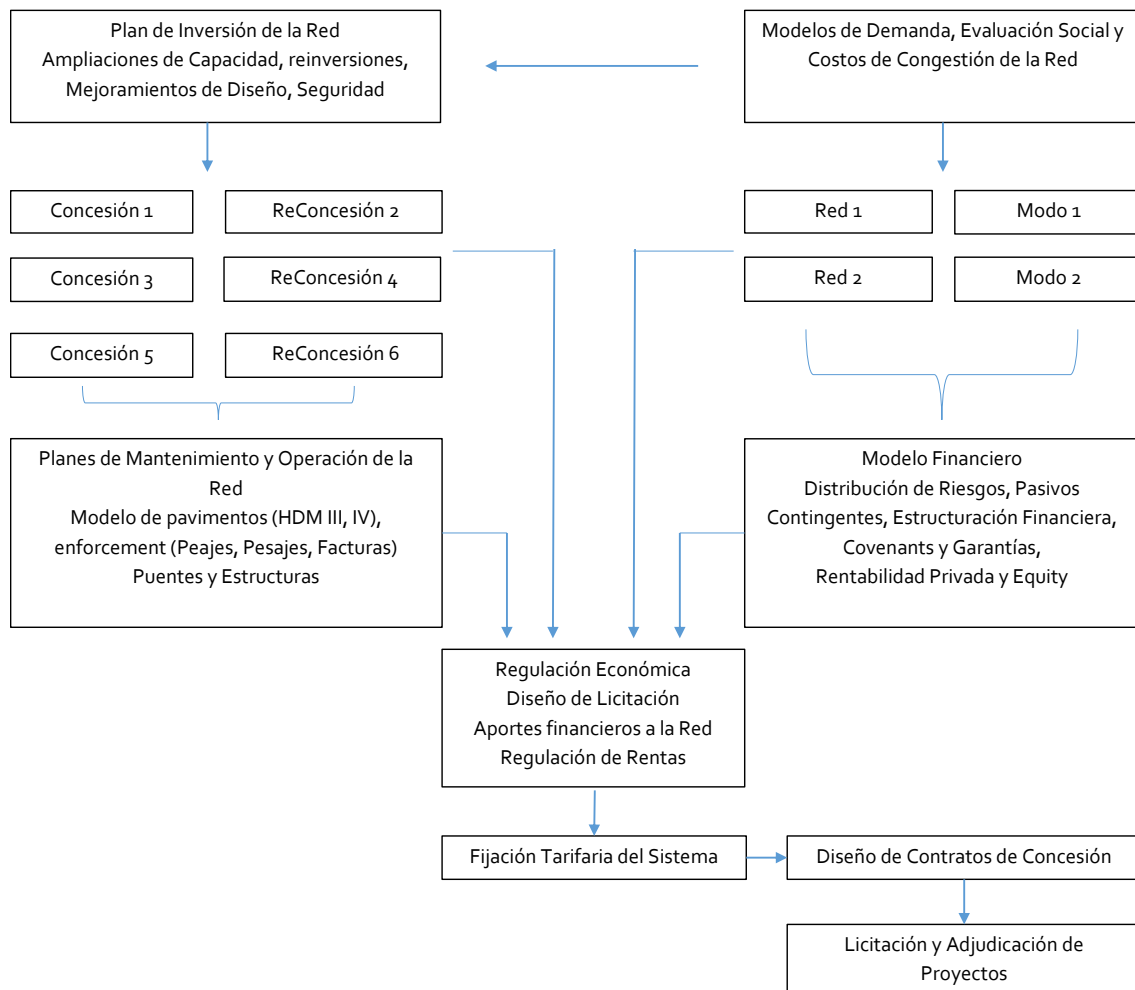 Plan de Inversión de la Red
Ampliaciones de Capacidad, reinversiones,
Mejoramientos de Diseño, Seguridad
Modelos de Demanda, Evaluación Social y
Costos de Congestión de la Red
Concesión 1
ReConcesión 2
Red 1
Modo 1
Concesión 3
ReConcesión 4
Red 2
Modo 2
Concesión 5
ReConcesión 6
Planes de Mantenimiento y Operación de la
Red
Modelo de pavimentos (HDM III, IV),
enforcement (Peajes, Pesajes, Facturas)
Puentes y Estructuras
Modelo Financiero
Distribución de Riesgos, Pasivos
Contingentes, Estructuración Financiera,
Covenants y Garantías,
Rentabilidad Privada y Equity
Regulación Económica
Diseño de Licitación
Aportes financieros a la Red
Regulación de Rentas
Fijación Tarifaria del Sistema
Diseño de Contratos de Concesión
Licitación y Adjudicación de
Proyectos